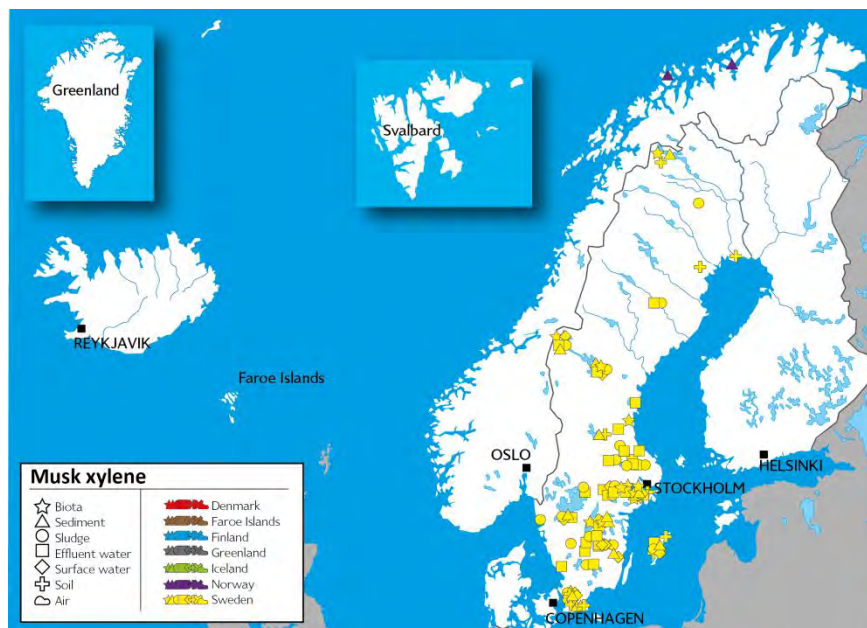 Greenland
Svalbard
REYKJAVIK
Faroe Islands
OSLO
HELSINKI
STOCKHOLM
COPENHAGEN
Musk xylene
Biota
Sediment
Sludge
Effluent water
Surface water
Soil
Air
Denmark
Faroe Islands
Finland
Greenland
Iceland
Norway
Sweden